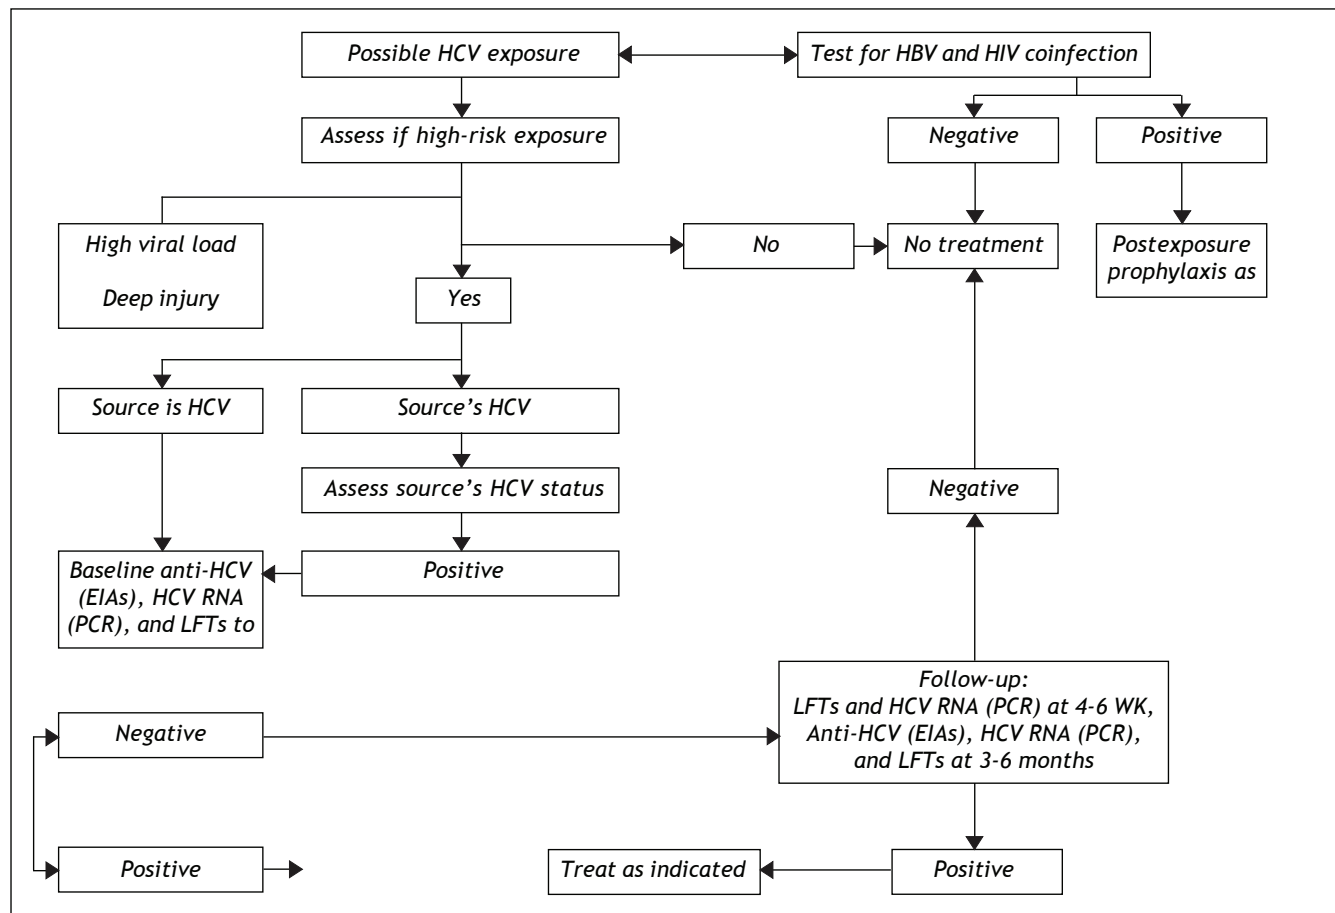 Possible HCV exposure
Test for HBV and HIV coinfection
Assess if high-risk exposure
Negative
Positive
High viral load
Deep injury
No
No treatment
Postexposure
prophylaxis as
Yes
Source is HCV
Source's HCV
Assess source's HCV status
Negative
Baseline anti-HCV
(EIAs), HCV RNA
(PCR), and LFTs to
Positive
Follow-up:
LFTs and HCV RNA (PCR) at 4-6 WK,
Anti-HCV (EIAs), HCV RNA (PCR),
and LFTs at 3-6 months
Negative
Positive
Treat as indicated
Positive